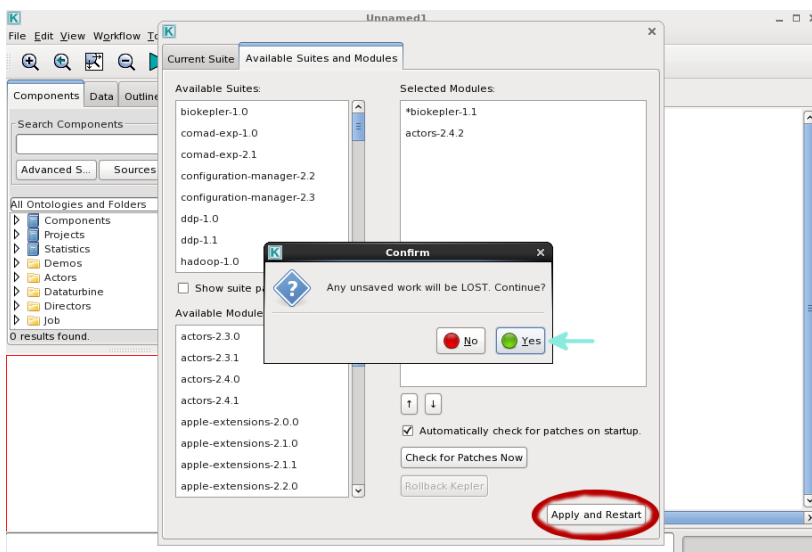 Unnamed1
File Edit View Workflow
Components Data Outline
Search Components
Advanced S... Sources
All Ontologies and Folders
Components
Projects
Statistics
Demos
Actors
Dataturbine
Directors
Job
0 results found.
Current Suite Available Suites and Modules
Available Suites:
biokepler-1.0
comad-exp-1.0
comad-exp-2.1
configuration-manager-2.2
configuration-manager-2.3
ddp-1.0
ddp-1.1
hadoop-1.0
Show suite
Available Module
actors-2.3.0
actors-2.3.1
actors-2.4.0
actors-2.4.1
apple-extensions-2.0.0
apple-extensions-2.1.0
apple-extensions-2.1.1
apple-extensions-2.2.0
Selected Modules:
*biokepler-1.1
actors-2.4.2
Automatically check for patches on startup.
Check for Patches Now
Rollback Kepler
Apply and Restart
Confirm
Any unsaved work will be LOST. Continue?
No Yes